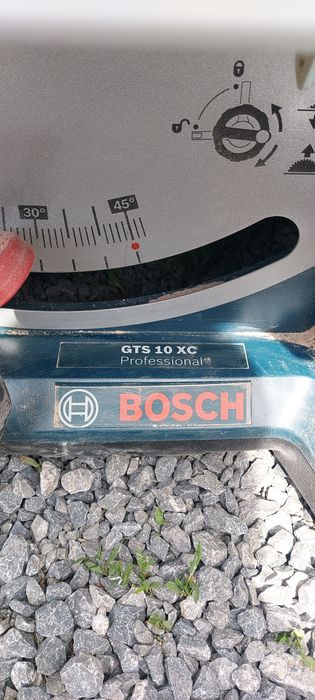 30° 45°
GTS 10 XC
Professional
BOSCH